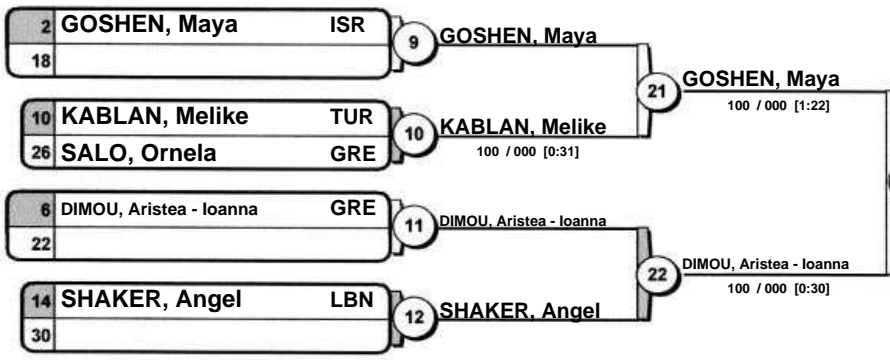 2 GOSHEN, Maya ISR
18
9
GOSHEN, Maya
10 KABLAN, Melike TUR
26 SALO, Ornela GRE
10
KABLAN, Melike
100 / 000 [0:31]
21
GOSHEN, Maya
100 / 000 [1:22]
6 DIMOU, Aristea - Ioanna GRE
22
11
DIMOU, Aristea - Ioanna
14 SHAKER, Angel LBN
30
12
SHAKER, Angel
22
DIMOU, Aristea - Ioanna
100 / 000 [0:30]